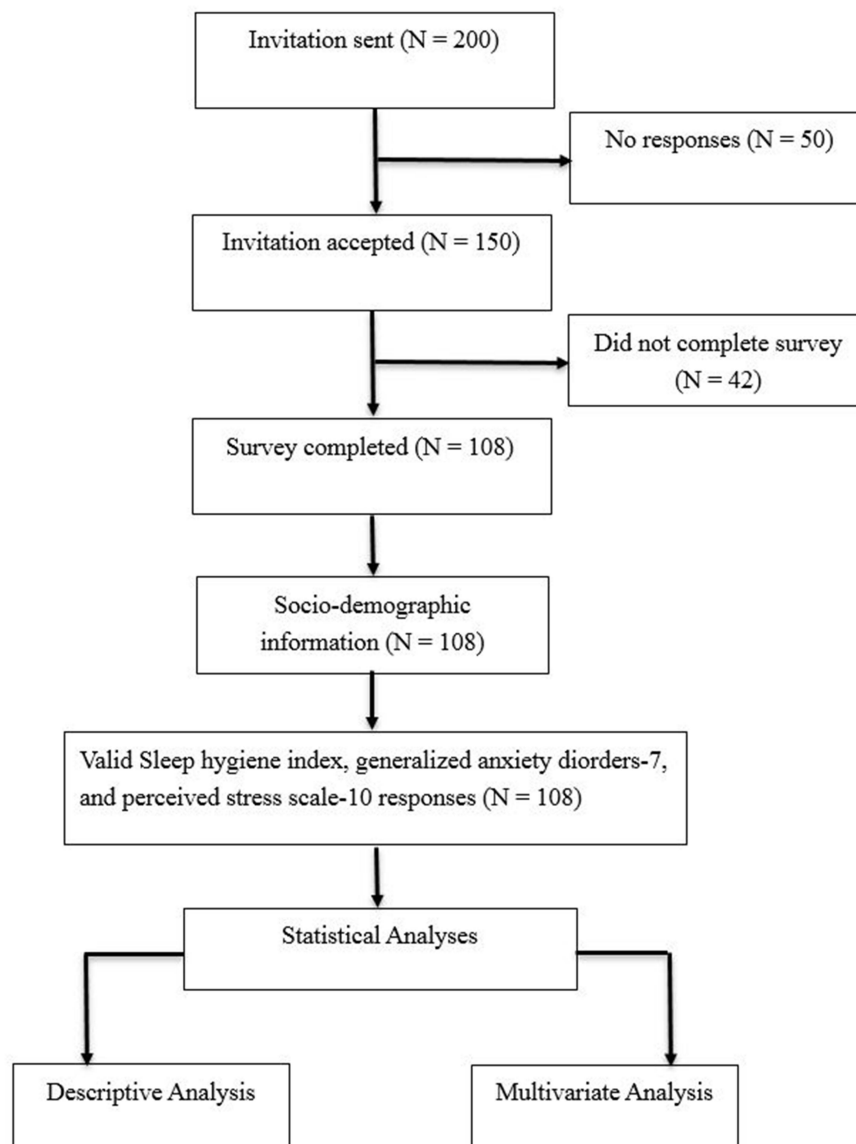 Invitation sent (N = 200)
No responses (N = 50)
Invitation accepted (N = 150)
Did not complete survey
(N = 42)
Survey completed (N = 108)
Socio-demographic
information (N = 108)
Valid Sleep hygiene index, generalized anxiety diorders-7,
and perceived stress scale-10 responses (N = 108)
Statistical Analyses
Descriptive Analysis
Multivariate Analysis